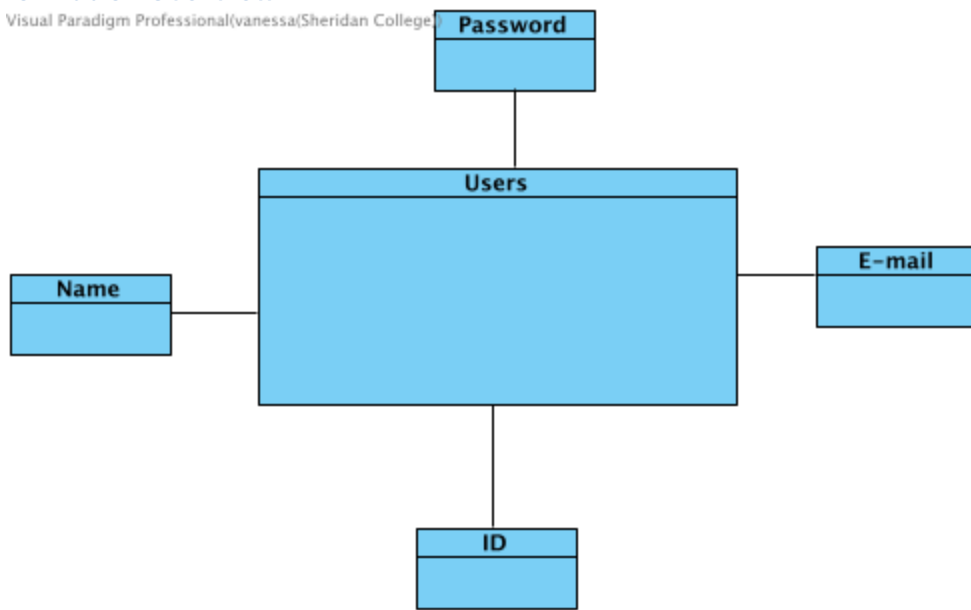 Visual Paradigm Professional(vanessa(Sheridan College))
Password
Users
E-mail
Name
ID